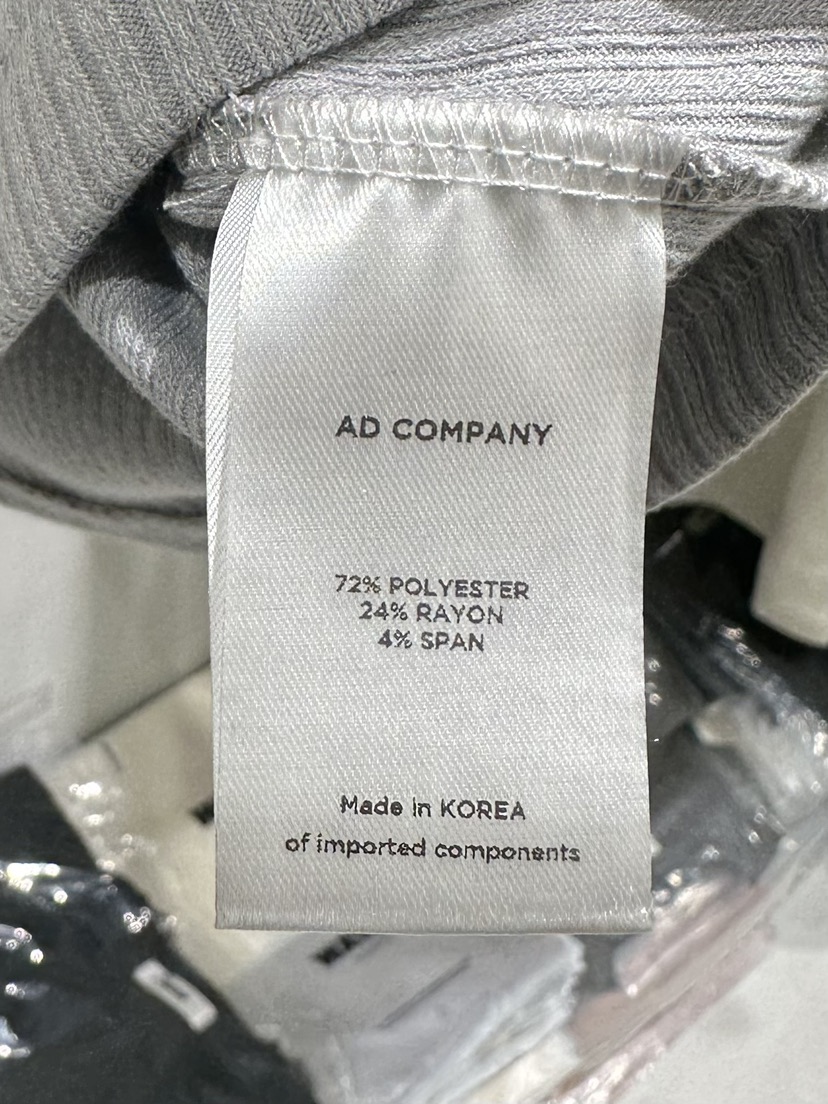 AD COMPANY
72% POLYESTER
24% RAYON
4% SPAN
Made in KOREA
of imported components